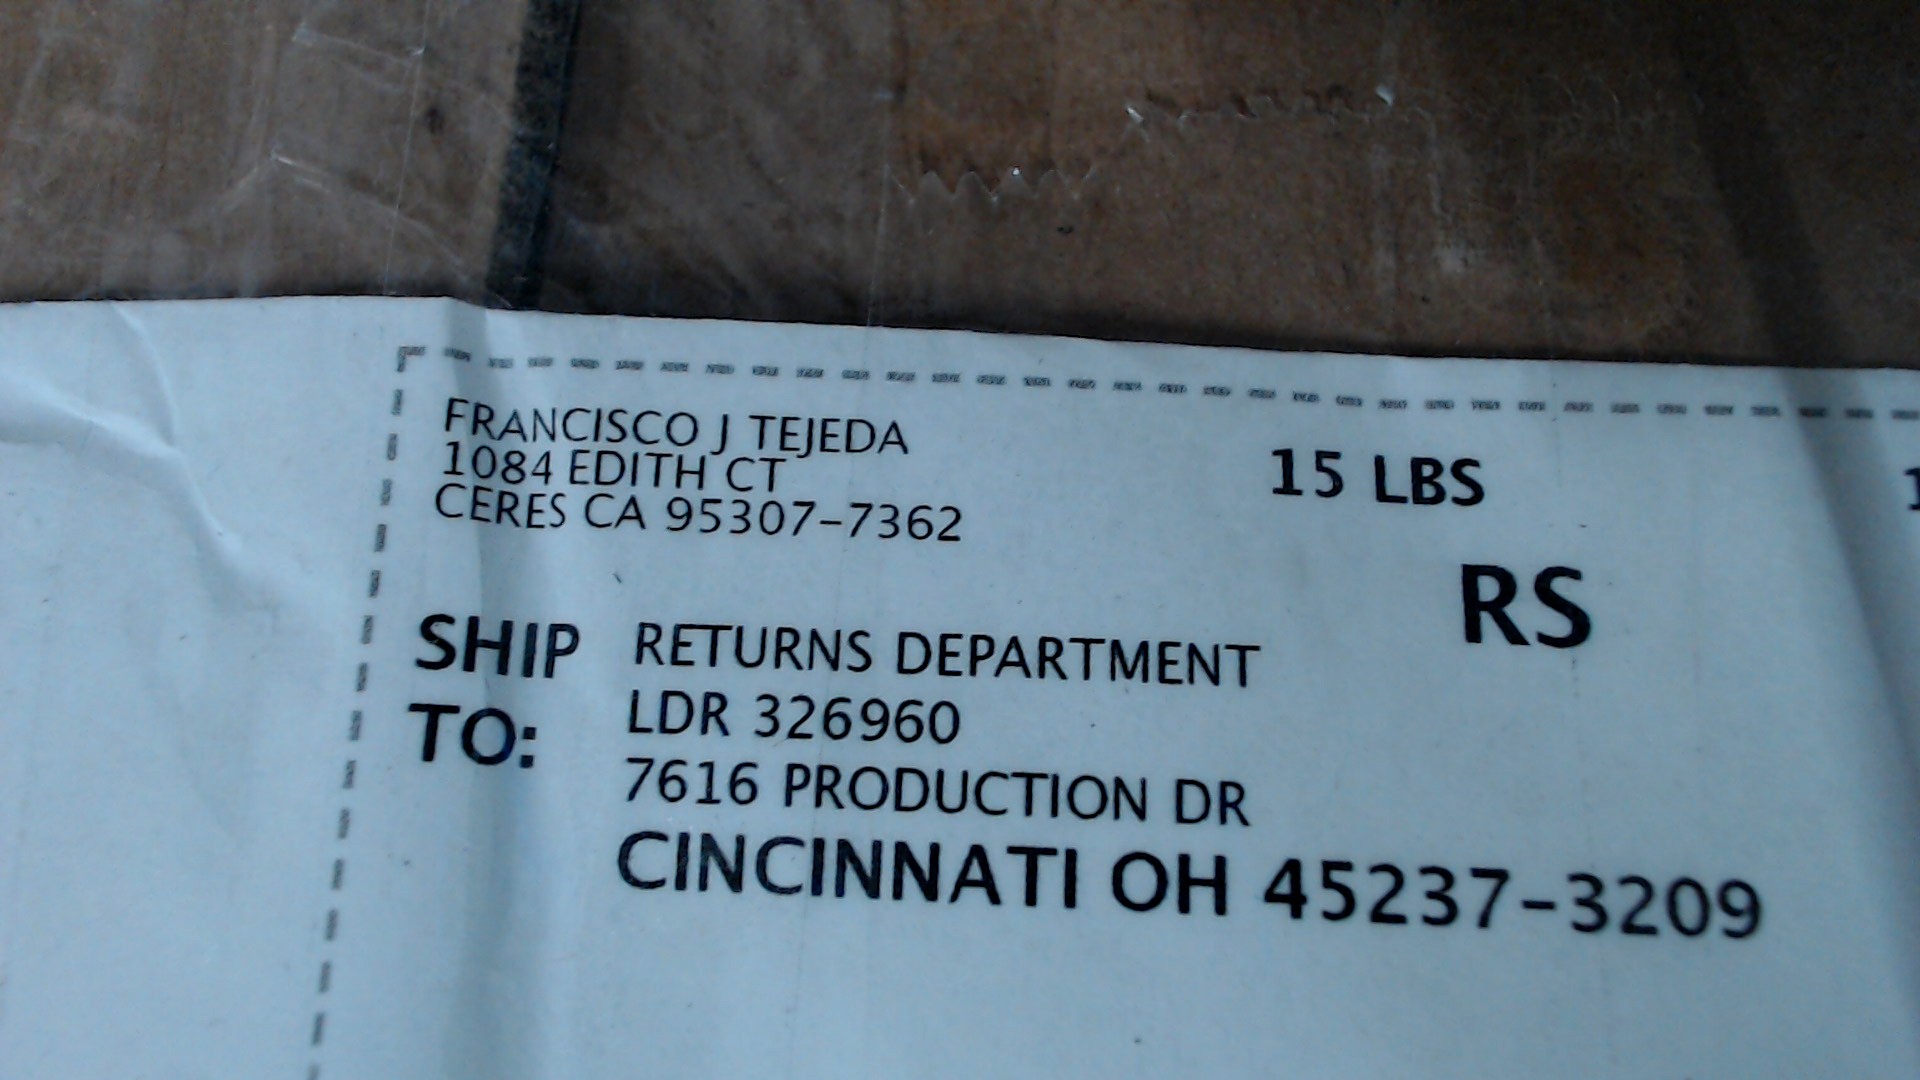 FRANCISCO J TEJEDA
1084 EDITH CT
CERES CA 95307-7362
15 LBS
RS
SHIP TO:
RETURNS DEPARTMENT
LDR 326960
7616 PRODUCTION DR
CINCINNATI OH 45237-3209